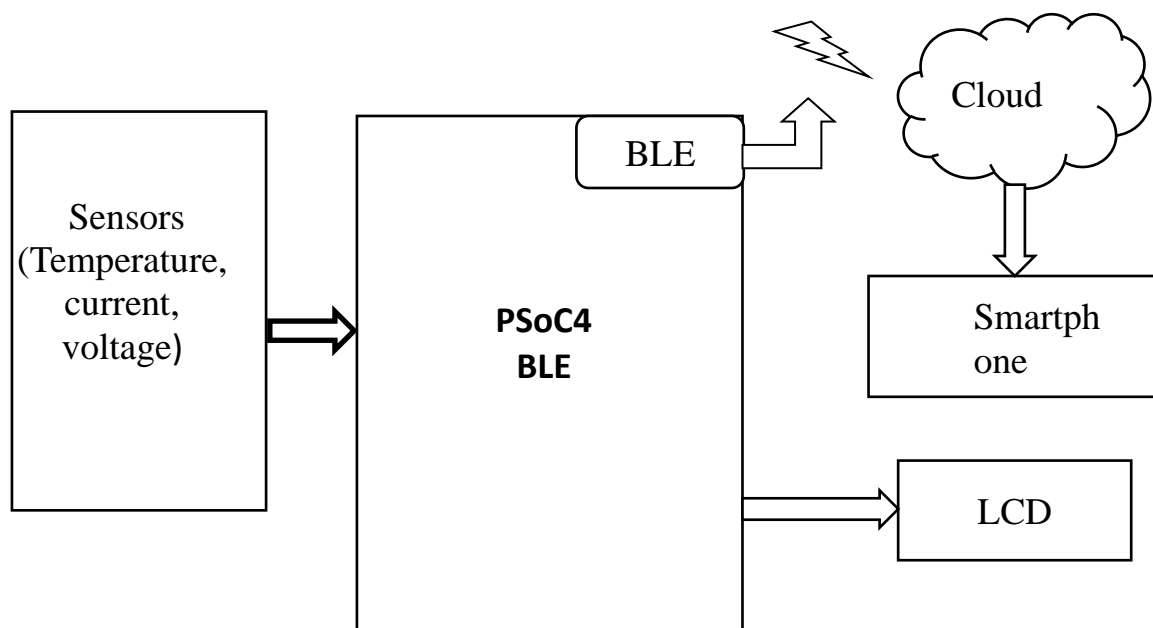 Sensors
(Temperature,
current,
voltage)
PSoC4
BLE
BLE
Cloud
Smartph
one
LCD